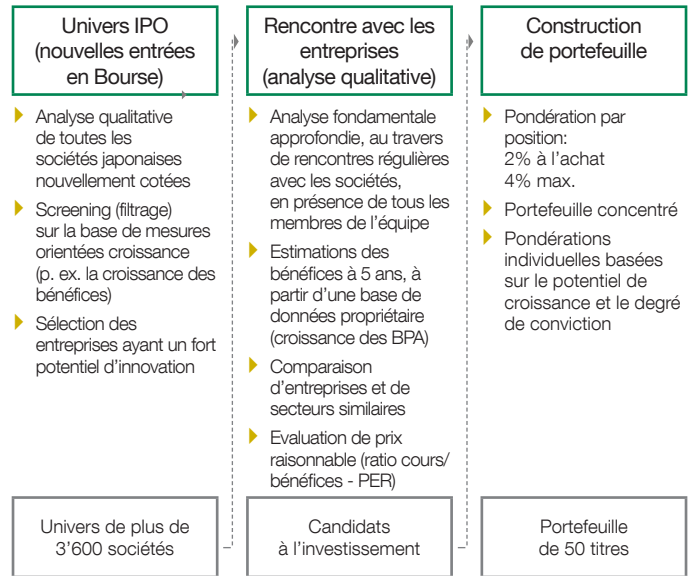 Univers IPO
(nouvelles entrées
en Bourse)
Analyse qualitative
de toutes les
sociétés japonaises
nouvellement cotées
Screening (filtrage)
sur la base de mesures
orientées croissance
(p. ex. la croissance des
bénéfices)
Sélection des
entreprises ayant un fort
potentiel d'innovation
Univers de plus de
3'600 sociétés
Rencontre avec les
entreprises
(analyse qualitative)
Analyse fondamentale
approfondie, au travers
de rencontres régulières
avec les sociétés,
en présence de tous les
membres de l'équipe
Estimations des
bénéfices à 5 ans, à
partir d'une base de
données propriétaire
(croissance des BPA)
Comparaison
d'entreprises et de
secteurs similaires
Evaluation de prix
raisonnable (ratio cours/
bénéfices - PER)
Candidats
à l'investissement
Construction
de portefeuille
Pondération par
position:
2% à l'achat
4% max.
Portefeuille concentré
Pondérations
individuelles basées
sur le potentiel de
croissance et le degré
de conviction
Portefeuille
de 50 titres